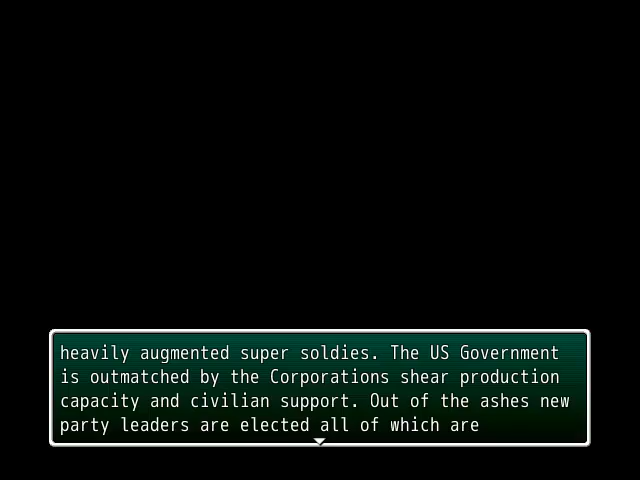 heavily augmented super soldies. The US Government
is outmatched by the Corporations shear production
capacity and civilian support. Out of the ashes new
party leaders are elected all of which are